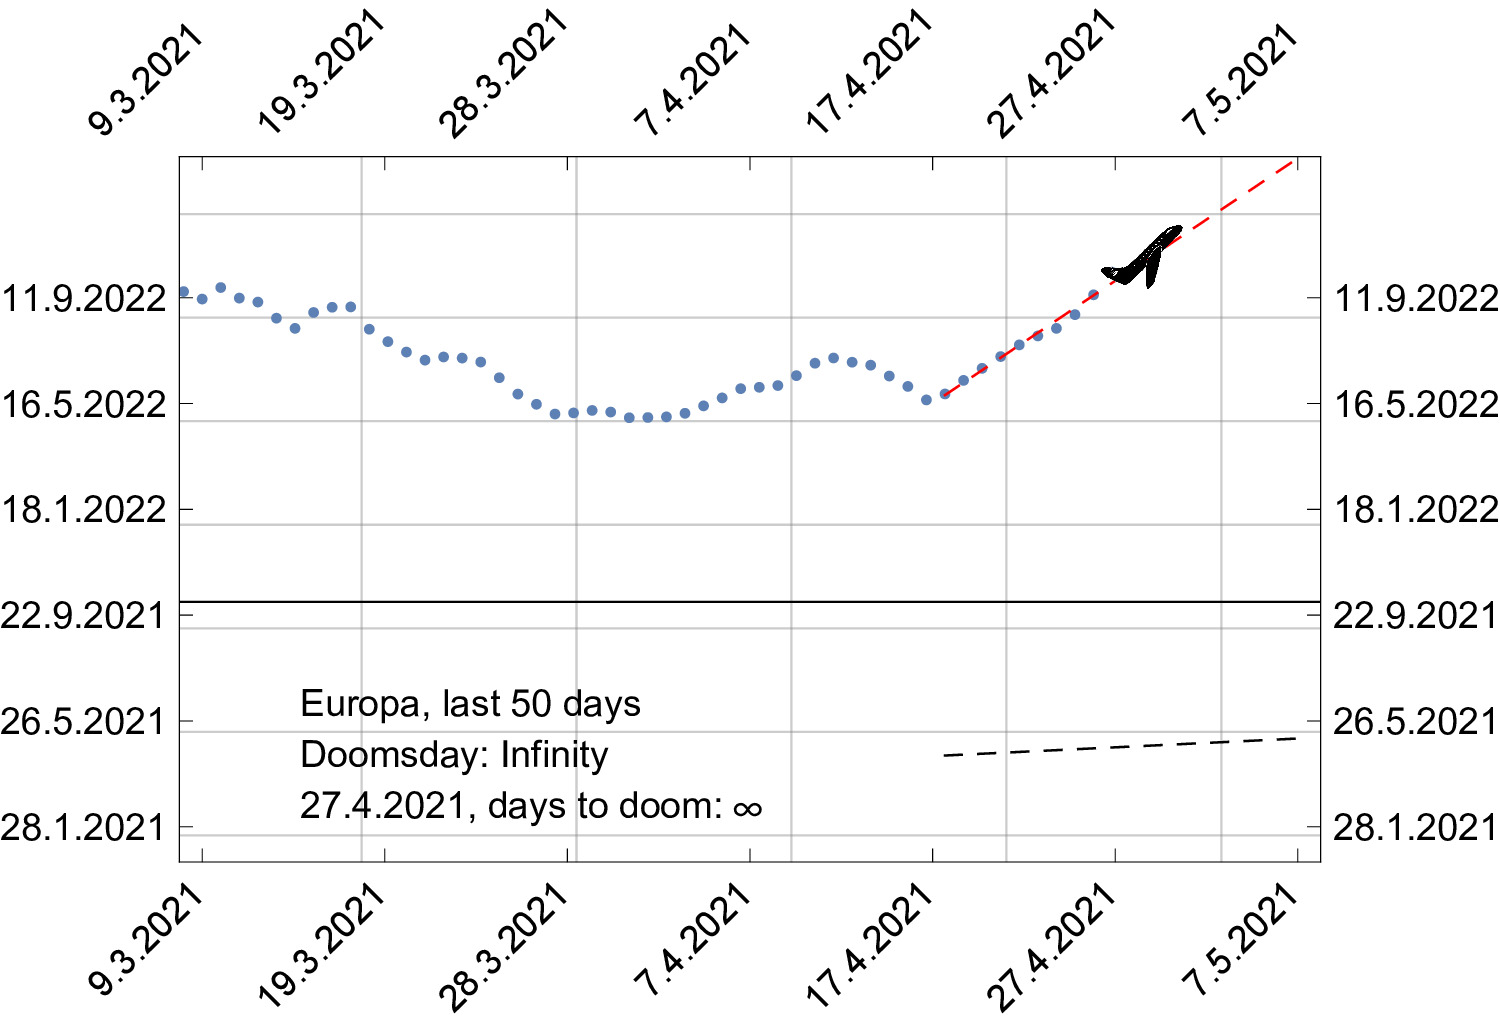 9.3.2021 19.3.2021 28.3.2021 7.4.2021 17.4.2021 27.4.2021 7.5.2021
11.9.2022 11.9.2022
16.5.2022 16.5.2022
18.1.2022 18.1.2022
22.9.2021 22.9.2021
Europa, last 50 days
26.5.2021 26.5.2021
Doomsday: Infinity
27.4.2021, days to doom: ∞
28.1.2021 28.1.2021
9.3.2021 19.3.2021 28.3.2021 7.4.2021 17.4.2021 27.4.2021 7.5.2021